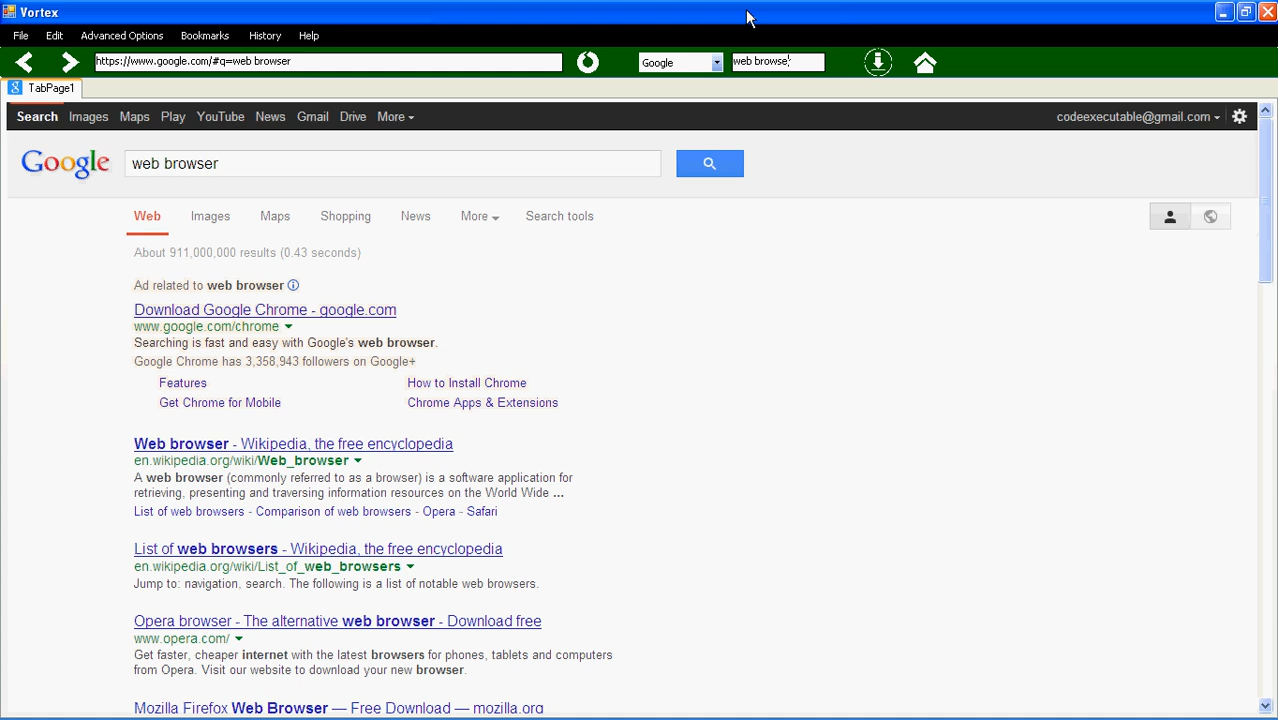 Vortex
File Edit Advanced Options Bookmarks History Help
https://www.google.com/#q=web browser Google web browse
TabPage1
Search Images Maps Play YouTube News Gmail Drive More codeexecutable@gmail.com
Google web browser
Web Images Maps Shopping News More Search tools
About 911,000,000 results (0.43 seconds)
Ad related to web browser
Download Google Chrome - google.com
www.google.com/chrome
Searching is fast and easy with Google's web browser.
Google Chrome has 3,358,943 followers on Google+
Features How to Install Chrome
Get Chrome for Mobile Chrome Apps & Extensions
Web browser - Wikipedia, the free encyclopedia
en.wikipedia.org/wiki/Web_browser
A web browser (commonly referred to as a browser) is a software application for
retrieving, presenting and traversing information resources on the World Wide ...
List of web browsers - Comparison of web browsers - Opera - Safari
List of web browsers - Wikipedia, the free encyclopedia
en.wikipedia.org/wiki/List_of_web_browsers
Jump to: navigation, search. The following is a list of notable web browsers.
Opera browser - The alternative web browser - Download free
www.opera.com/
Get faster, cheaper internet with the latest browsers for phones, tablets and computers
from Opera. Visit our website to download your new browser.
Mozilla Firefox Web Browser — Free Download — mozilla.org